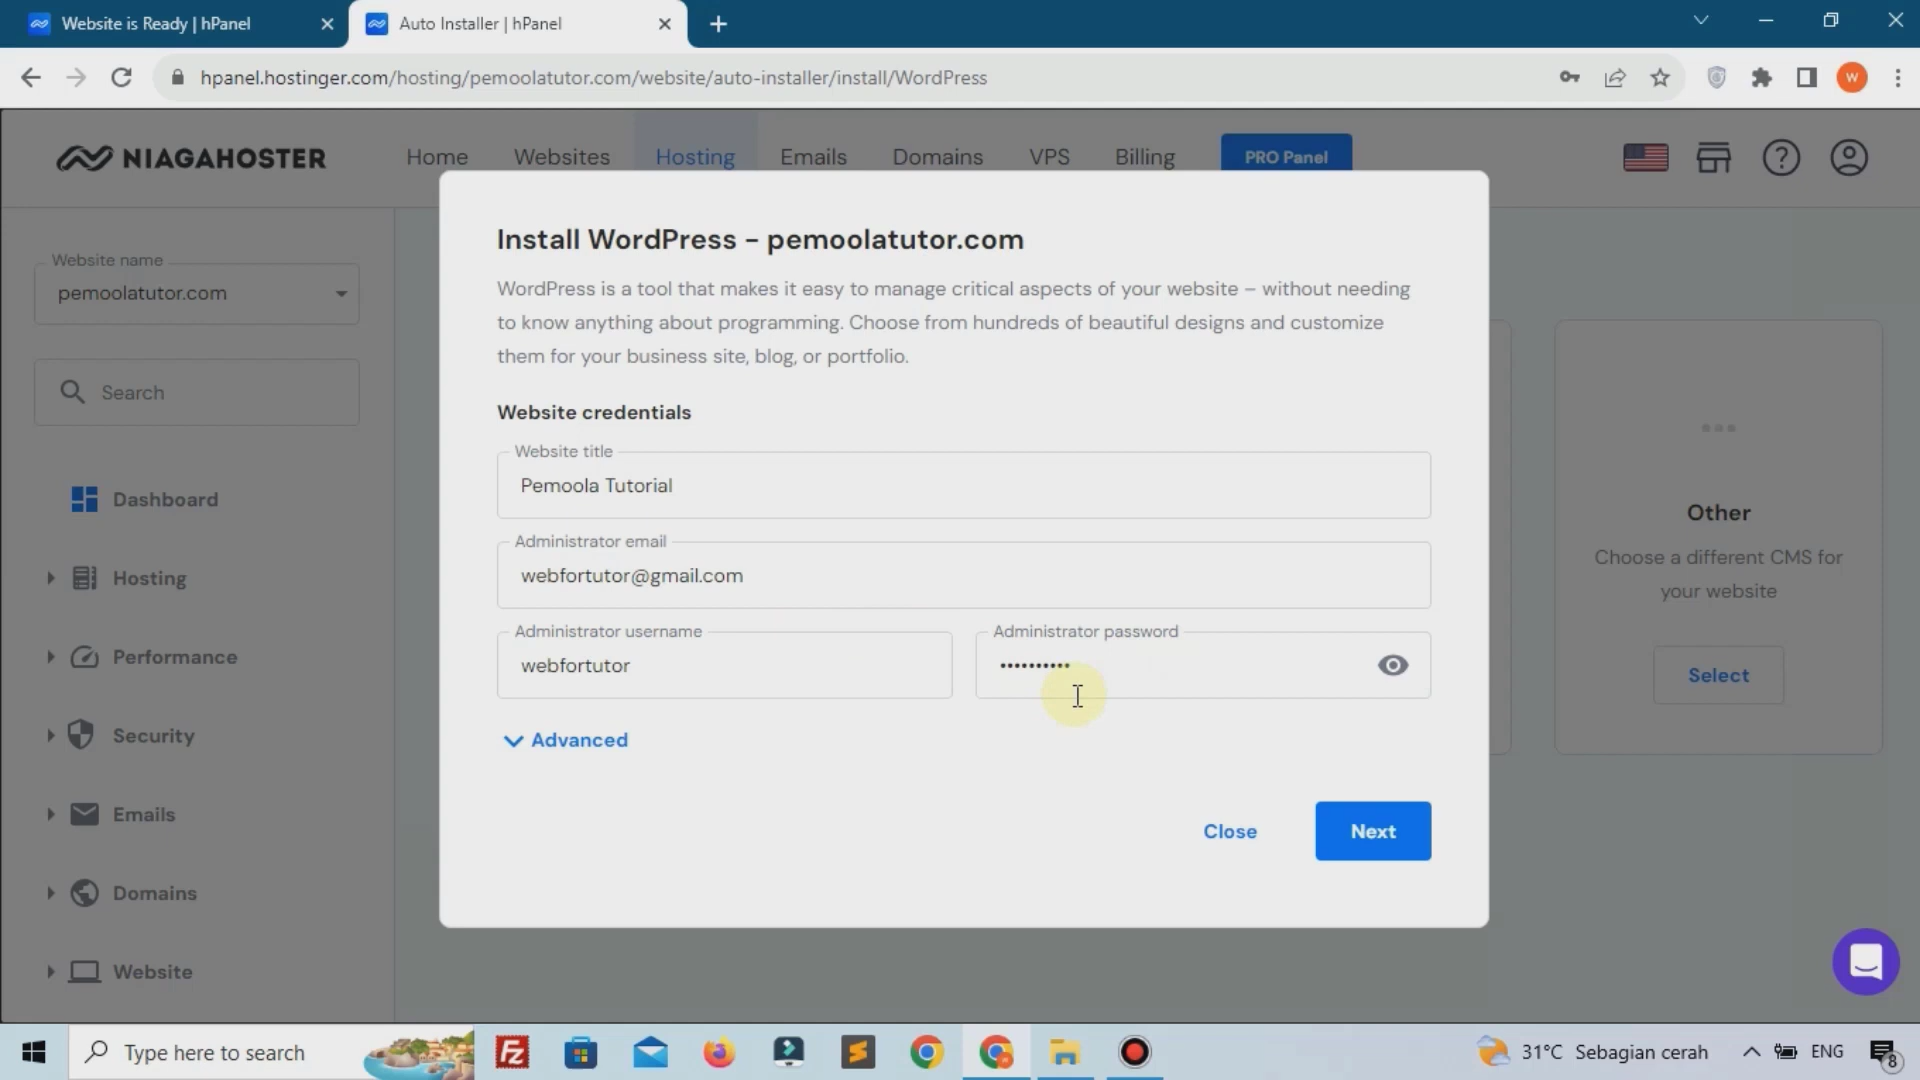 Website is Ready | hPanel
Auto Installer | hPanel
hpanel.hostinger.com/hosting/pemoolatutor.com/website/auto-installer/install/WordPress
W
NIAGAHOSTER
Home
Websites
Hosting
Emails
Domains
VPS
Billing
PRO Panel
Website name
pemoolatutor.com
Search
Dashboard
Hosting
Performance
Security
Emails
Domains
Website
Install WordPress – pemoolatutor.com
WordPress is a tool that makes it easy to manage critical aspects of your website – without needing
to know anything about programming. Choose from hundreds of beautiful designs and customize
them for your business site, blog, or portfolio.
Website credentials
Website title
Pemoola Tutorial
Administrator email
webfortutor@gmail.com
Administrator username
webfortutor
Administrator password
••••••••••
Advanced
Close
Next
Other
Choose a different CMS for
your website
Select
Type here to search
31°C Sebagian cerah
ENG
8